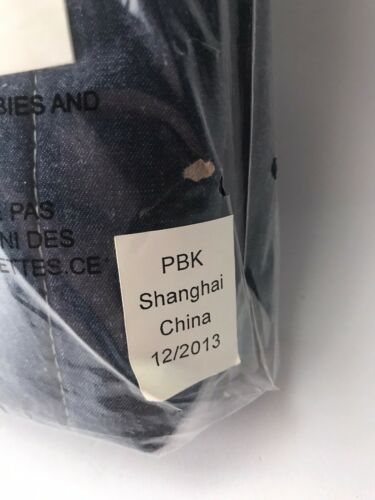 BIES AND
PAS
NI DES
ETTES.CE
PBK
Shanghai
China
12/2013